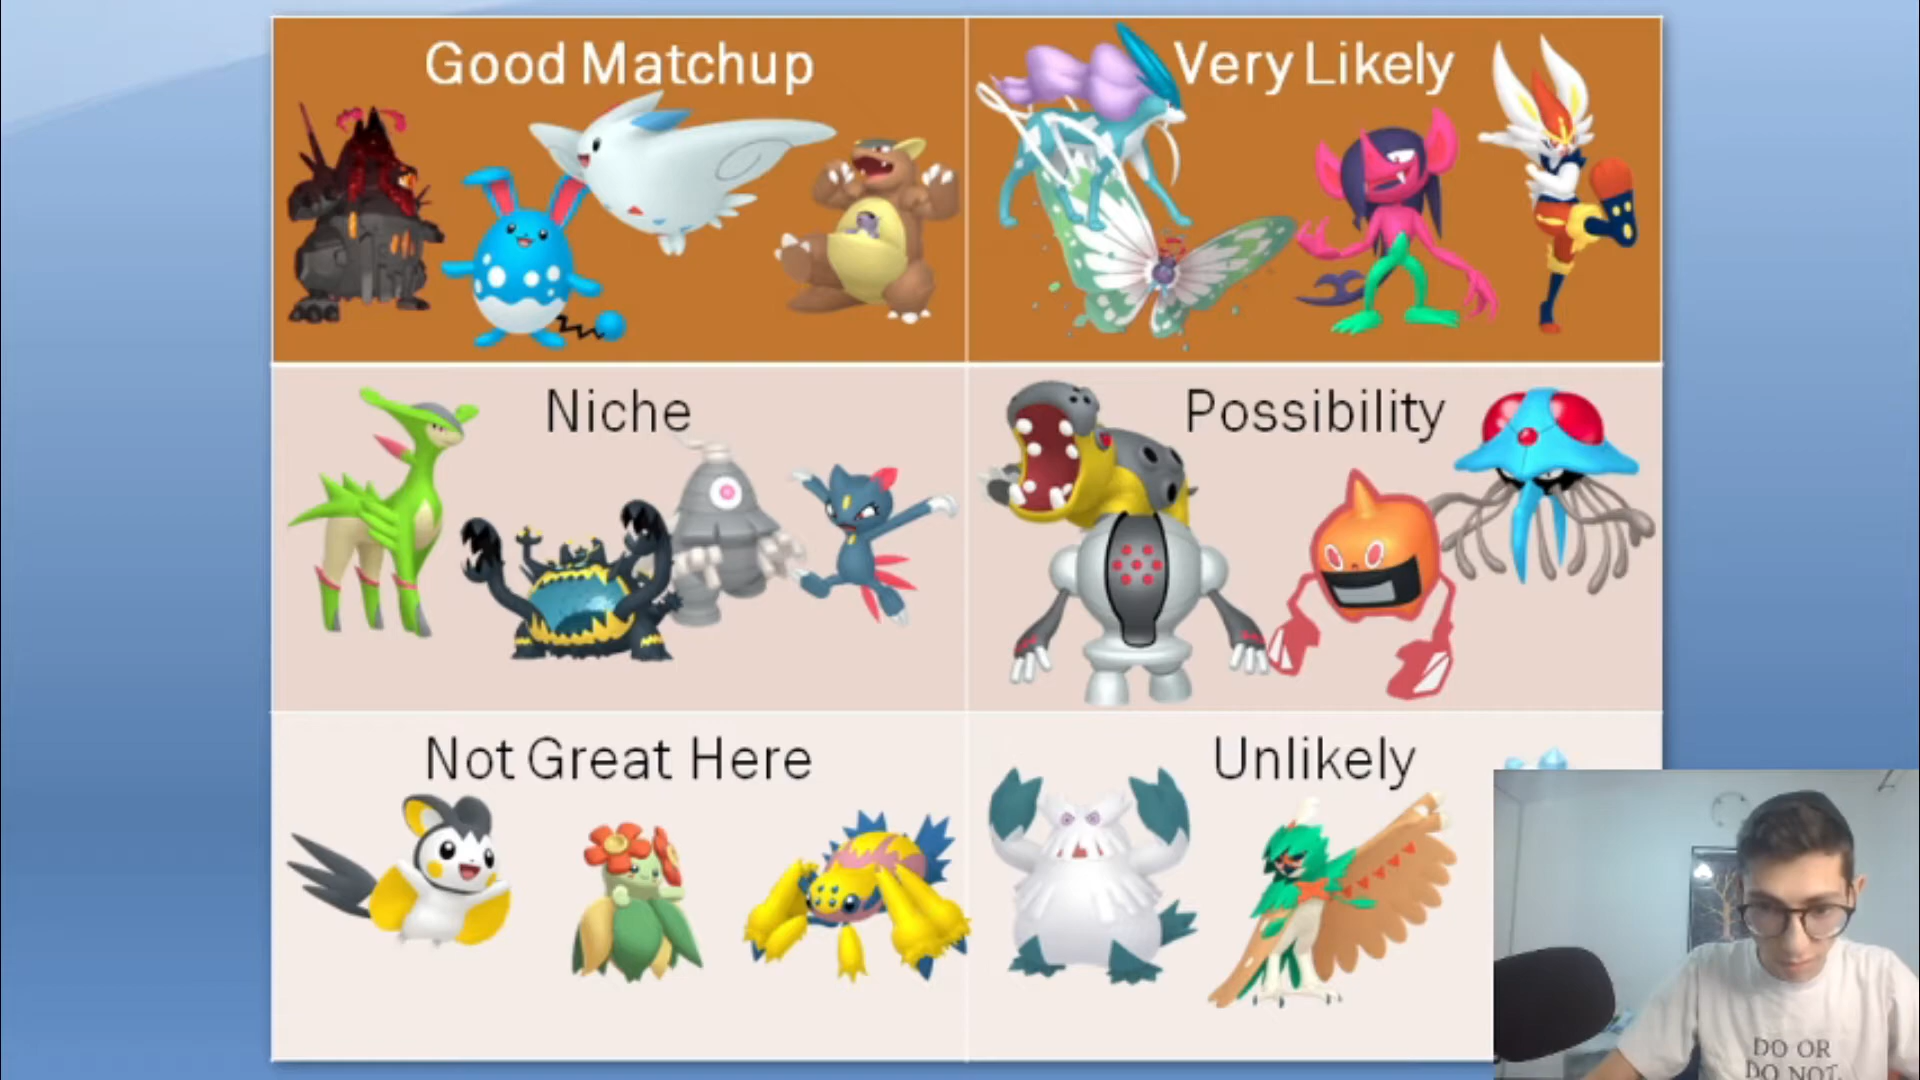 Good Matchup
Very Likely
Niche
Possibility
Not Great Here
Unlikely
DO OR
DO NOT